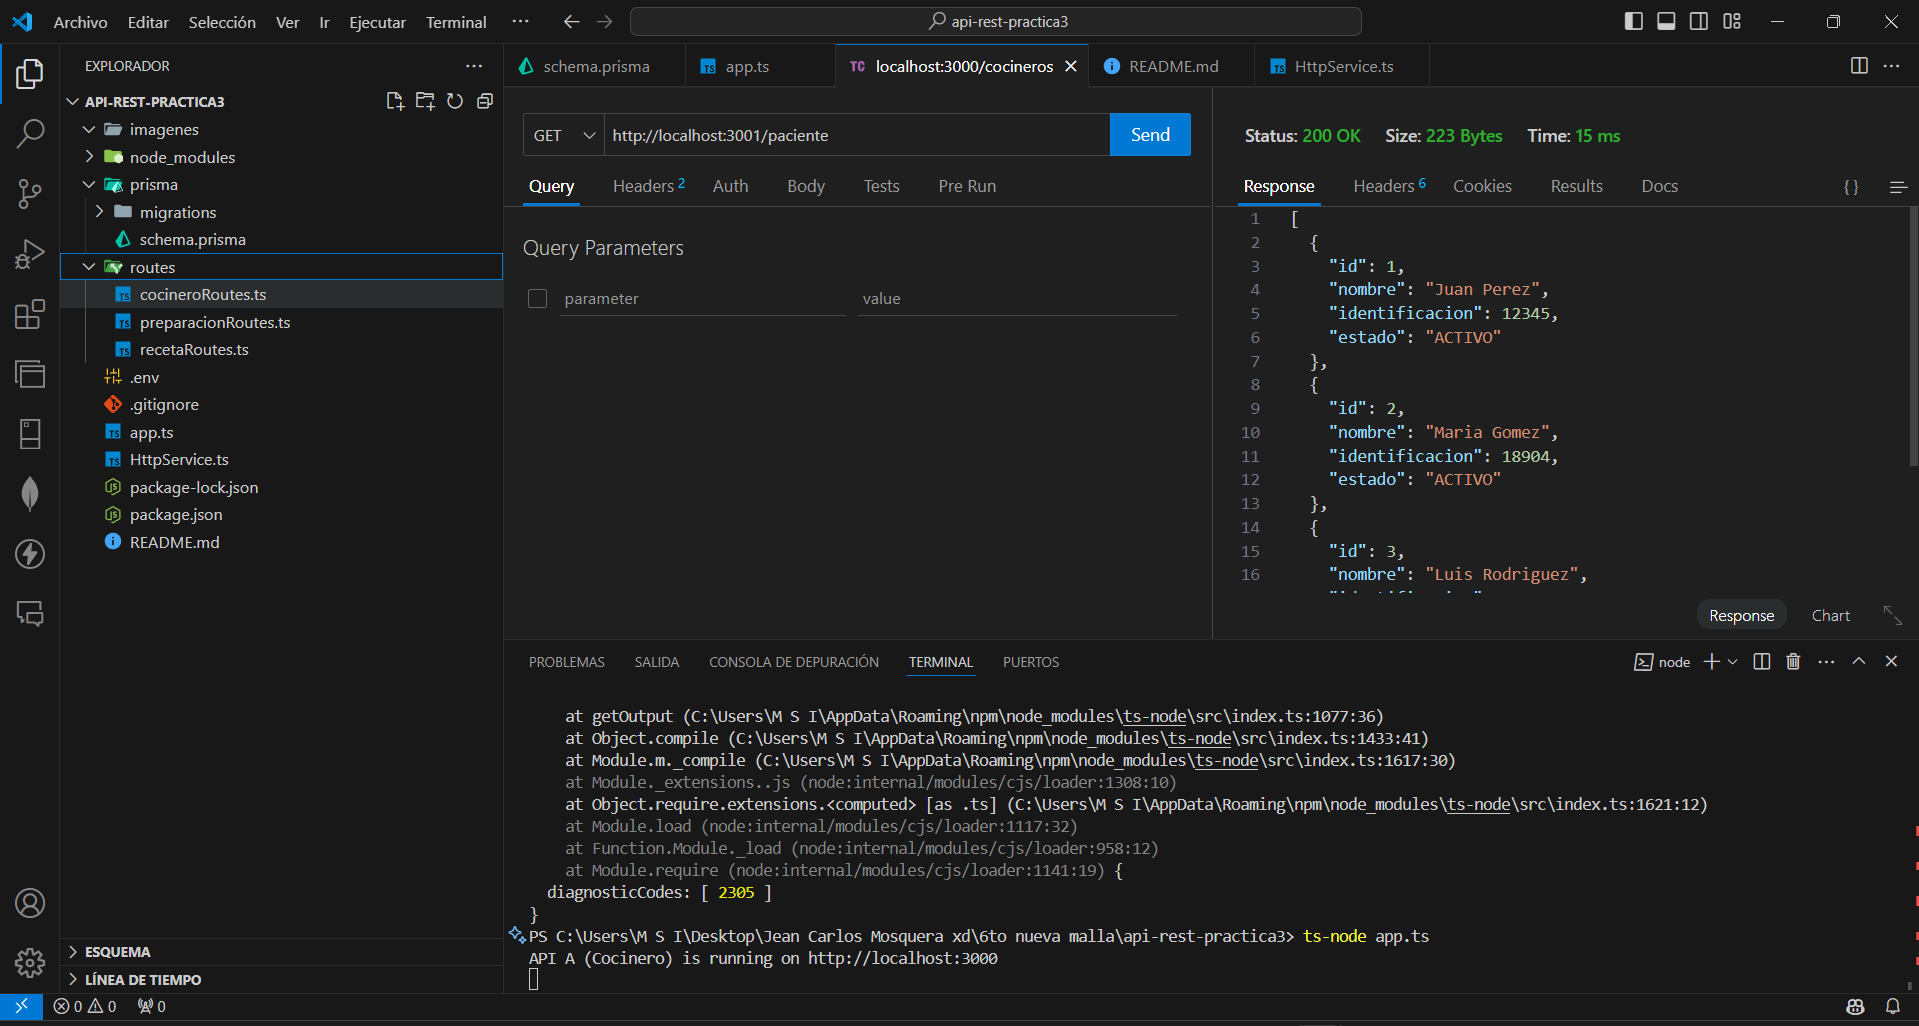 Archivo Editar Selección Ver Ir Ejecutar Terminal ··· api-rest-practica3
EXPLORADOR ···
API-REST-PRACTICA3
imagenes
node_modules
prisma
migrations
schema.prisma
routes
TS cocineroRoutes.ts
TS preparacionRoutes.ts
TS recetaRoutes.ts
.env
.gitignore
TS app.ts
TS HttpService.ts
JS package-lock.json
JS package.json
README.md
ESQUEMA
LÍNEA DE TIEMPO
schema.prisma TS app.ts TC localhost:3000/cocineros README.md TS HttpService.ts ···
GET http://localhost:3001/paciente Send
Query Headers 2 Auth Body Tests Pre Run
Query Parameters
parameter value
Status: 200 OK Size: 223 Bytes Time: 15 ms
Response Headers 6 Cookies Results Docs {}
1 [
2 {
3 "id": 1,
4 "nombre": "Juan Perez",
5 "identificacion": 12345,
6 "estado": "ACTIVO"
7 },
8 {
9 "id": 2,
10 "nombre": "Maria Gomez",
11 "identificacion": 18904,
12 "estado": "ACTIVO"
13 },
14 {
15 "id": 3,
16 "nombre": "Luis Rodriguez",
Response Chart
PROBLEMAS SALIDA CONSOLA DE DEPURACIÓN TERMINAL PUERTOS node ···
at getOutput (C:\Users\M S I\AppData\Roaming\npm\node_modules\ts-node\src\index.ts:1077:36)
at Object.compile (C:\Users\M S I\AppData\Roaming\npm\node_modules\ts-node\src\index.ts:1433:41)
at Module.m._compile (C:\Users\M S I\AppData\Roaming\npm\node_modules\ts-node\src\index.ts:1617:30)
at Module._extensions..js (node:internal/modules/cjs/loader:1308:10)
at Object.require.extensions.<computed> [as .ts] (C:\Users\M S I\AppData\Roaming\npm\node_modules\ts-node\src\index.ts:1621:12)
at Module.load (node:internal/modules/cjs/loader:1117:32)
at Function.Module._load (node:internal/modules/cjs/loader:958:12)
at Module.require (node:internal/modules/cjs/loader:1141:19) {
diagnosticCodes: [ 2305 ]
}
PS C:\Users\M S I\Desktop\Jean Carlos Mosquera xd\6to nueva malla\api-rest-practica3> ts-node app.ts
API A (Cocinero) is running on http://localhost:3000
0 0 0